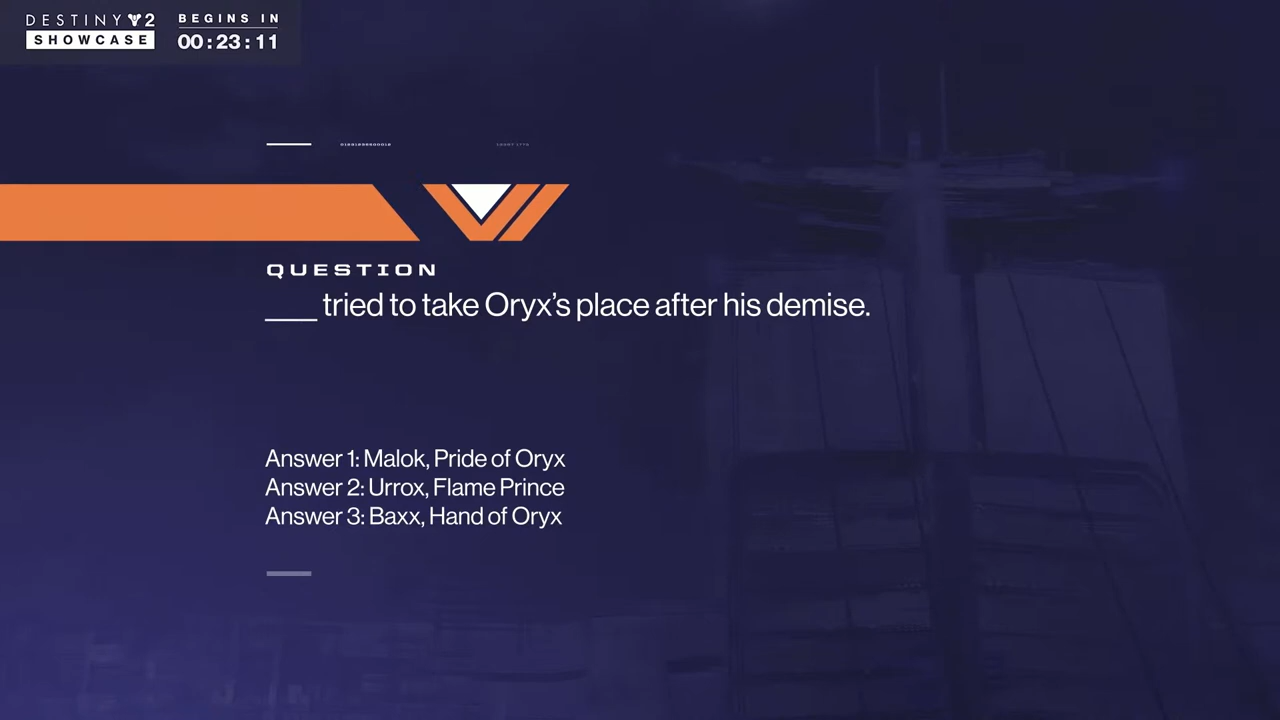 DESTINY 2
SHOWCASE
BEGINS IN
00:23:11
QUESTION
____ tried to take Oryx’s place after his demise.
Answer 1: Malok, Pride of Oryx
Answer 2: Urrox, Flame Prince
Answer 3: Baxx, Hand of Oryx